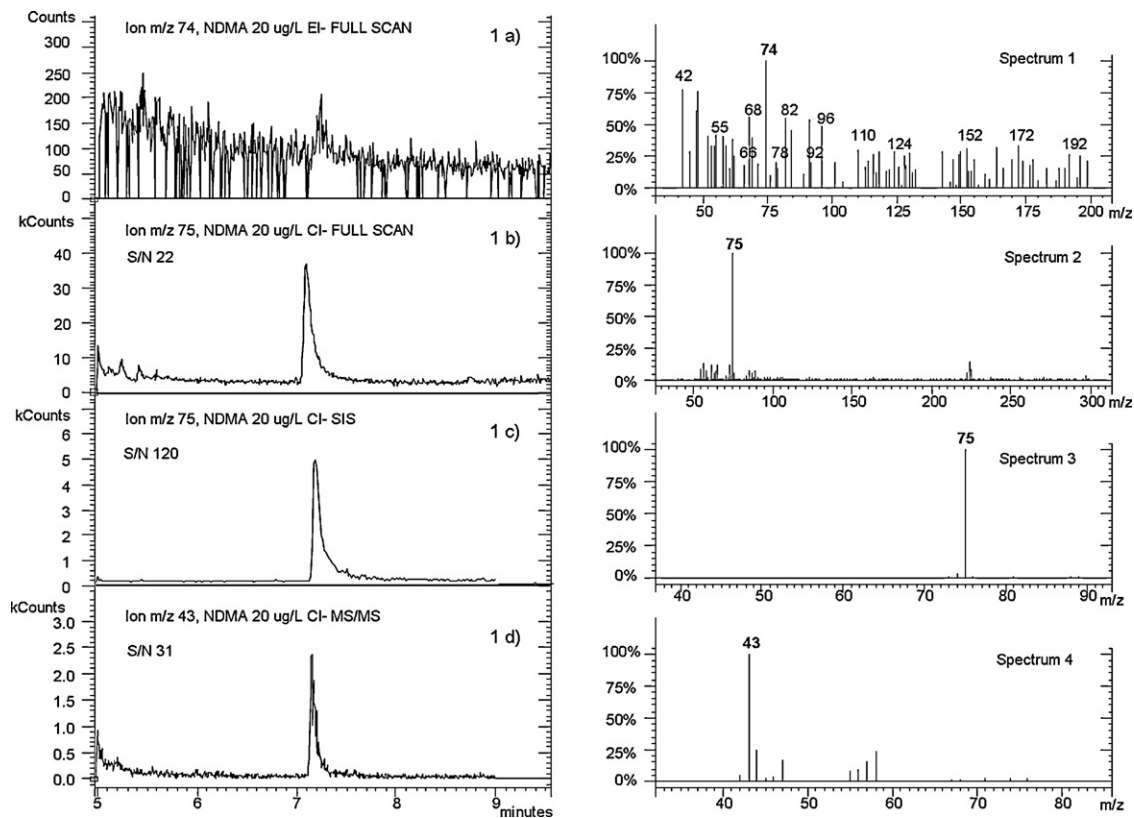 Counts
Ion m/z 74, NDMA 20 ug/L EI- FULL SCAN
1 a)
300
250
200
150
100
50
0
kCounts
Ion m/z 75, NDMA 20 ug/L CI- FULL SCAN
1 b)
S/N 22
40
30
20
10
0
kCounts
Ion m/z 75, NDMA 20 ug/L CI- SIS
1 c)
S/N 120
6
5
4
3
2
1
0
kCounts
Ion m/z 43, NDMA 20 ug/L CI- MS/MS
1 d)
S/N 31
3.0
2.5
2.0
1.5
1.0
0.5
0.0
5 6 7 8 9
minutes
Spectrum 1
100%
75%
50%
25%
0%
42 55 66 68 74 78 82 92 96 110 124 152 172 192
50 75 100 125 150 175 200 m/z
Spectrum 2
100%
75%
50%
25%
0%
75
50 100 150 200 250 300 m/z
Spectrum 3
100%
75%
50%
25%
0%
75
40 50 60 70 80 90 m/z
Spectrum 4
100%
75%
50%
25%
0%
43
40 50 60 70 80 m/z